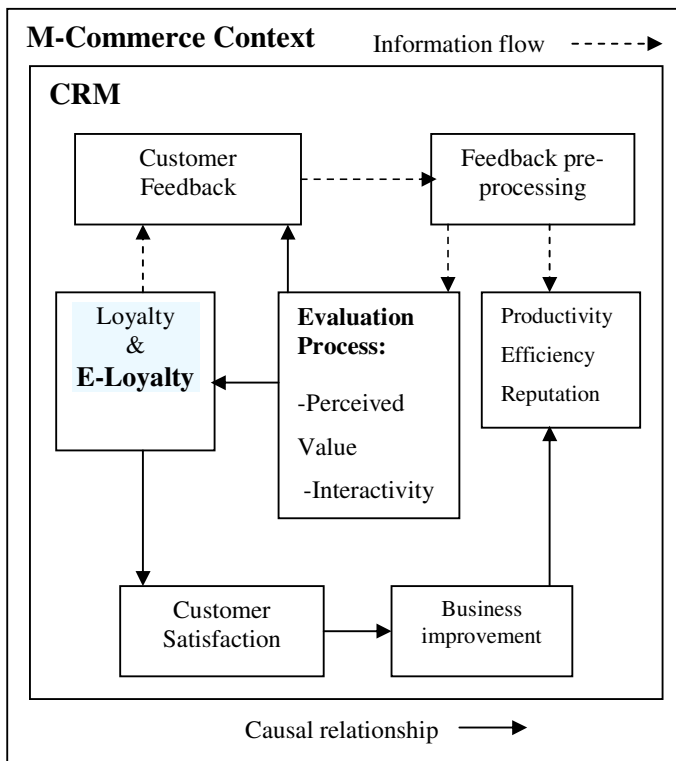 M-Commerce Context
Information flow
CRM
Customer
Feedback
Feedback pre-
processing
Loyalty
&
E-Loyalty
Evaluation
Process:
-Perceived
Value
-Interactivity
Productivity
Efficiency
Reputation
Customer
Satisfaction
Business
improvement
Causal relationship